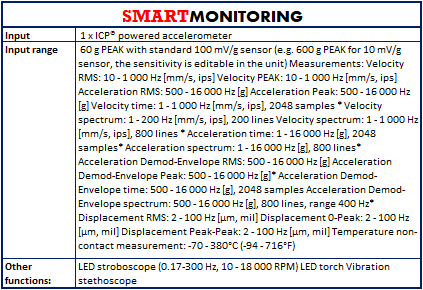 SMARTMONITORING
Input 1 x ICP® powered accelerometer
Input range 60 g PEAK with standard 100 mV/g sensor (e.g. 600 g PEAK for 10 mV/g
sensor, the sensitivity is editable in the unit) Measurements: Velocity
RMS: 10 - 1 000 Hz [mm/s, ips] Velocity PEAK: 10 - 1 000 Hz [mm/s, ips]
Acceleration RMS: 500 - 16 000 Hz [g] Acceleration Peak: 500 - 16 000
Hz [g] Velocity time: 1 - 1 000 Hz [mm/s, ips], 2048 samples * Velocity
spectrum: 1 - 200 Hz [mm/s, ips], 200 lines Velocity spectrum: 1 - 1 000 Hz
[mm/s, ips], 800 lines * Acceleration time: 1 - 16 000 Hz [g], 2048
samples* Acceleration spectrum: 1 - 16 000 Hz [g], 800 lines*
Acceleration Demod-Envelope RMS: 500 - 16 000 Hz [g] Acceleration
Demod-Envelope Peak: 500 - 16 000 Hz [g]* Acceleration Demod-
Envelope time: 500 - 16 000 Hz [g], 2048 samples Acceleration Demod-
Envelope spectrum: 500 - 16 000 Hz [g], 800 lines, range 400 Hz*
Displacement RMS: 2 - 100 Hz [µm, mil] Displacement 0-Peak: 2 - 100 Hz
[µm, mil] Displacement Peak-Peak: 2 - 100 Hz [µm, mil] Temperature non-
contact measurement: -70 - 380°C (-94 - 716°F)
Other LED stroboscope (0.17-300 Hz, 10 - 18 000 RPM) LED torch Vibration
functions: stethoscope